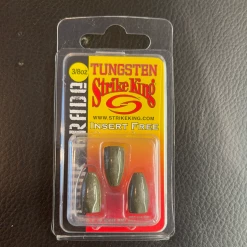 3/8oz
TUNGSTEN
Strike King
WWW.STRIKEKING.COM
INSERT FREE